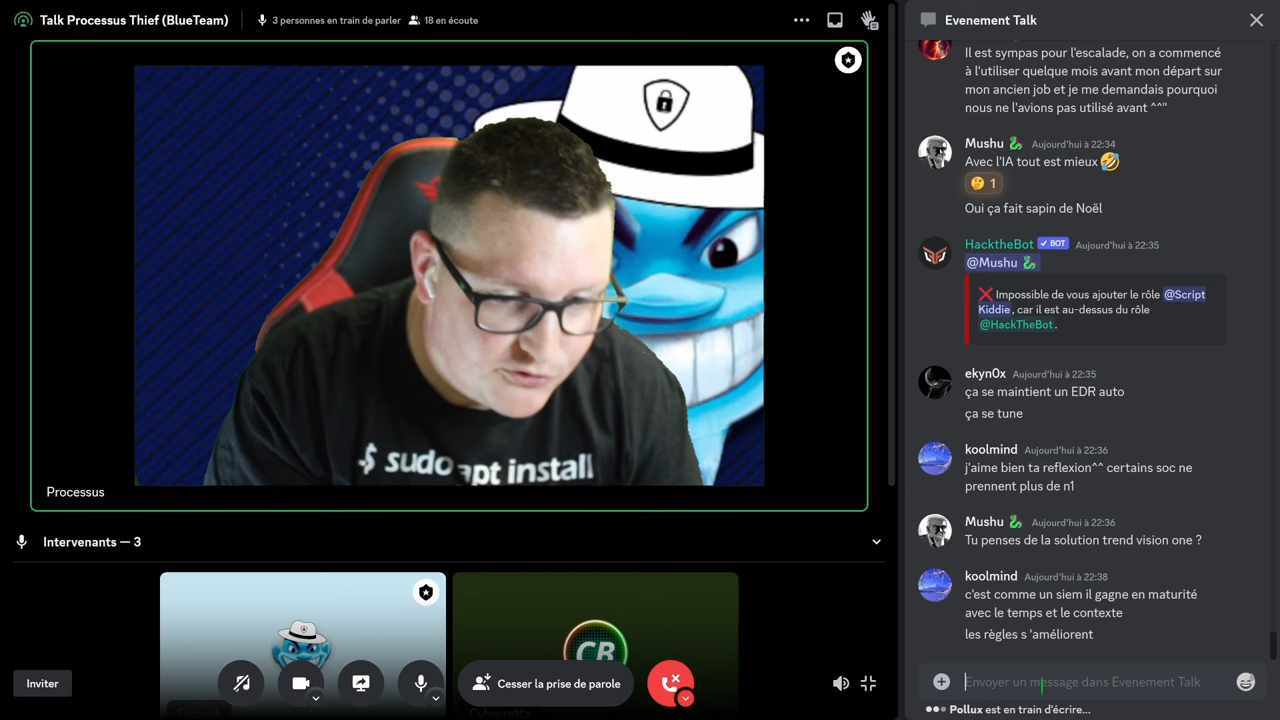 Talk Processus Thief (BlueTeam)
3 personnes en train de parler
18 en écoute
$ sudo apt install
Processus
Intervenants — 3
CB
Inviter
Cesser la prise de parole
Evenement Talk
Il est sympas pour l'escalade, on a commencé
à l'utiliser quelque mois avant mon départ sur
mon ancien job et je me demandais pourquoi
nous ne l'avions pas utilisé avant ^^"
Mushu Aujourd'hui à 22:34
Avec l'IA tout est mieux 🤣
🤔 1
Oui ça fait sapin de Noël
HacktheBot ✓ BOT Aujourd'hui à 22:35
@Mushu 🐉
❌ Impossible de vous ajouter le rôle @Script
Kiddie, car il est au-dessus du rôle
@HackTheBot.
ekyn0x Aujourd'hui à 22:35
ça se maintient un EDR auto
ça se tune
koolmind Aujourd'hui à 22:36
j'aime bien ta reflexion^^ certains soc ne
prennent plus de n1
Mushu 🐉 Aujourd'hui à 22:36
Tu penses de la solution trend vision one ?
koolmind Aujourd'hui à 22:38
c'est comme un siem il gagne en maturité
avec le temps et le contexte
les règles s 'améliorent
Envoyer un message dans Evenement Talk
Pollux est en train d'écrire...